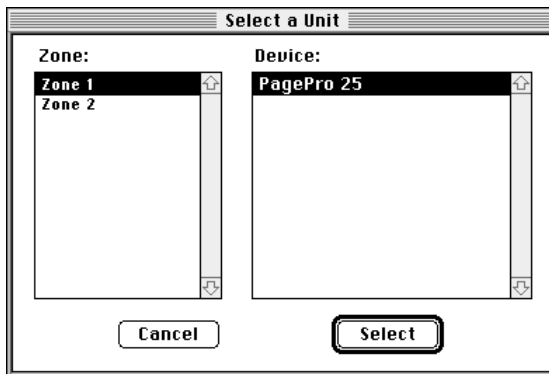 Select a Unit
Zone:
Zone 1
Zone 2
Device:
PagePro 25
Cancel
Select